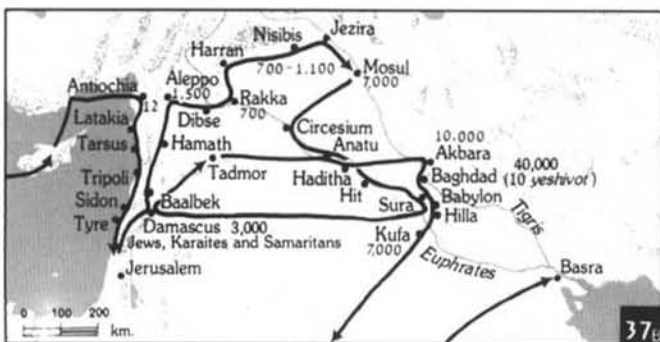 Jezira
Nisibis
Harran
700-1.100
Mosul
7,000
Antiochia
12
Aleppo
1.500
Rakka
700
Dibse
Latakia
Tarsus
Hamath
Circesium
Anatu
Tadmor
10.000
Akbara
40,000
Haditha
Baghdad (10 yeshivot)
Hit
Tripoli
Babylon
Sidon
Baalbek
Sura
Hilla
Tigris
Tyre
Damascus 3,000
Jews, Karaites and Samaritans
Kufa
7,000
Euphrates
Jerusalem
Basra
0 100 200
km.
37B